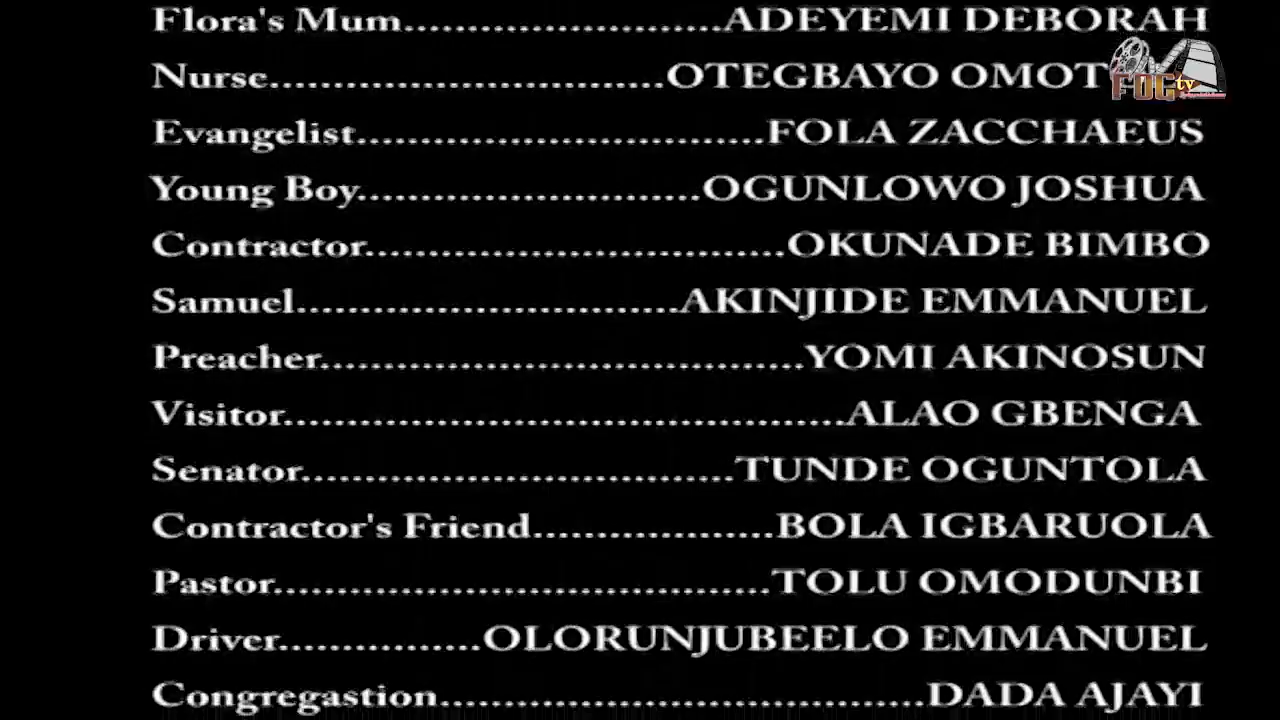 Flora's Mum.........................ADEYEMI DEBORAH
Nurse...............................OTEGBAYO
FOG tv
Evangelist................................FOLA ZACCHAEUS
Young Boy...........................OGUNLOWO JOSHUA
Contractor.................................OKUNADE BIMBO
Samuel..............................AKINJIDE EMMANUEL
Preacher......................................YOMI AKINOSUN
Visitor............................................ALAO GBENGA
Senator..................................TUNDE OGUNTOLA
Contractor's Friend...................BOLA IGBARUOLA
Pastor.......................................TOLU OMODUNBI
Driver................OLORUNJUBEELO EMMANUEL
Congregastion......................................DADA AJAYI